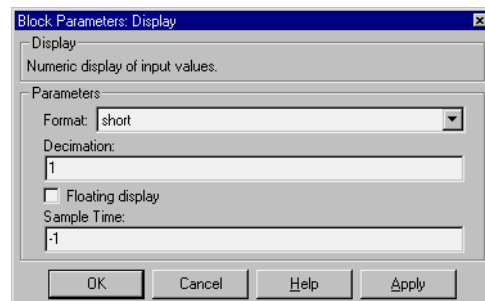 Block Parameters: Display
Display
Numeric display of input values.
Parameters
Format: short
Decimation:
1
Floating display
Sample Time:
-1
OK Cancel Help Apply